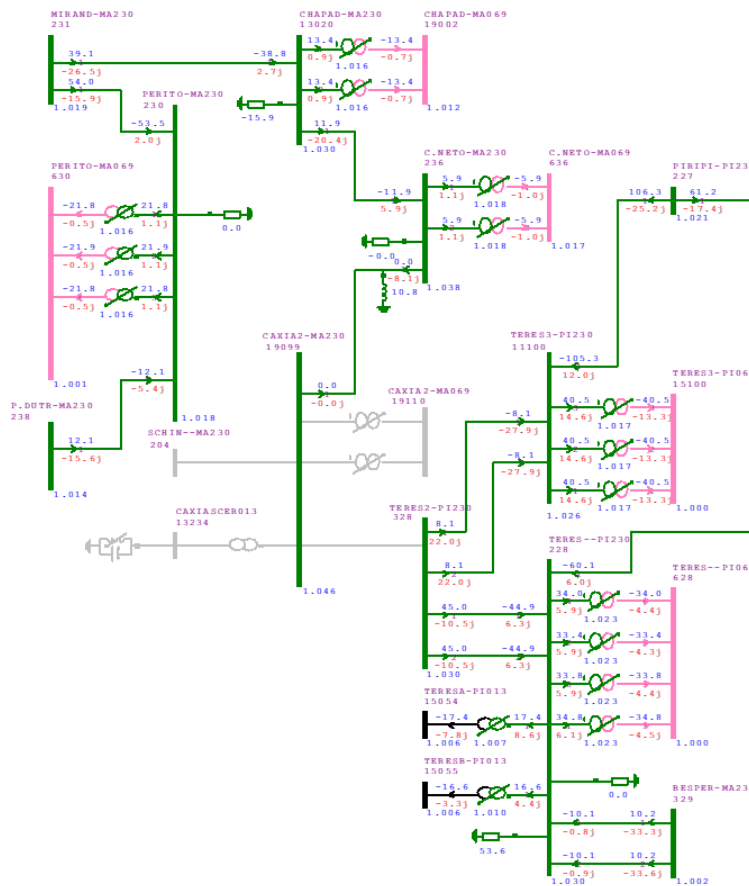 MIRAND-MA230
231
39.1
-26.5j
54.0
-15.9j
1.019
-38.8
2.7j
CHAPAD-MA230
13020
13.4
0.9j
1.016
-13.4
-0.7j
13.4
0.9j
1.016
-13.4
-0.7j
-15.9
11.9
-20.4j
1.030
CHAPAD-MA069
19002
1.012
PERITO-MA230
230
-53.5
2.0j
PERITO-MA069
630
-21.8
-0.5j
1.016
21.8
1.1j
-21.9
-0.5j
1.016
21.9
1.1j
-21.8
-0.5j
1.016
21.8
1.1j
0.0
1.001
-12.1
-5.4j
1.018
P.DUTR-MA230
238
12.1
-15.6j
1.014
C.NETO-MA230
236
-11.9
5.9j
5.9
1.1j
1.018
-5.9
-1.0j
5.9
1.1j
1.018
-5.9
-1.0j
-0.0
0.0
-8.1j
10.8
1.038
C.NETO-MA069
636
1.017
PIRIPI-PI23
227
106.3
-25.2j
61.2
-17.4j
1.021
CAXIA2-MA230
19099
0.0
-0.0j
1.046
CAXIA2-MA069
19110
SCHIN--MA230
204
CAXIASCER013
13234
TERES3-PI230
11100
-105.3
12.0j
40.5
14.6j
1.017
-40.5
-13.3j
40.5
14.6j
1.017
-40.5
-13.3j
40.5
14.6j
1.017
-40.5
-13.3j
-8.1
-27.9j
-8.1
-27.9j
1.026
TERES3-PI06
15100
1.000
TERES2-PI230
328
8.1
22.0j
8.1
22.0j
45.0
-10.5j
-44.9
6.3j
45.0
-10.5j
-44.9
6.3j
1.030
TERES--PI230
228
-60.1
6.0j
34.0
5.9j
1.023
-34.0
-4.4j
33.4
5.9j
1.023
-33.4
-4.3j
33.8
5.9j
1.023
-33.8
-4.4j
34.8
6.1j
1.023
-34.8
-4.5j
TERES--PI06
628
1.000
TERESA-PI013
15054
-17.4
-7.8j
17.4
8.6j
1.006
1.007
TERESB-PI013
15055
-16.6
-3.3j
16.6
4.4j
1.006
1.010
0.0
53.6
BESPER-MA23
329
-10.1
-0.8j
10.2
-33.3j
-10.1
-0.9j
10.2
-33.6j
1.030
1.002